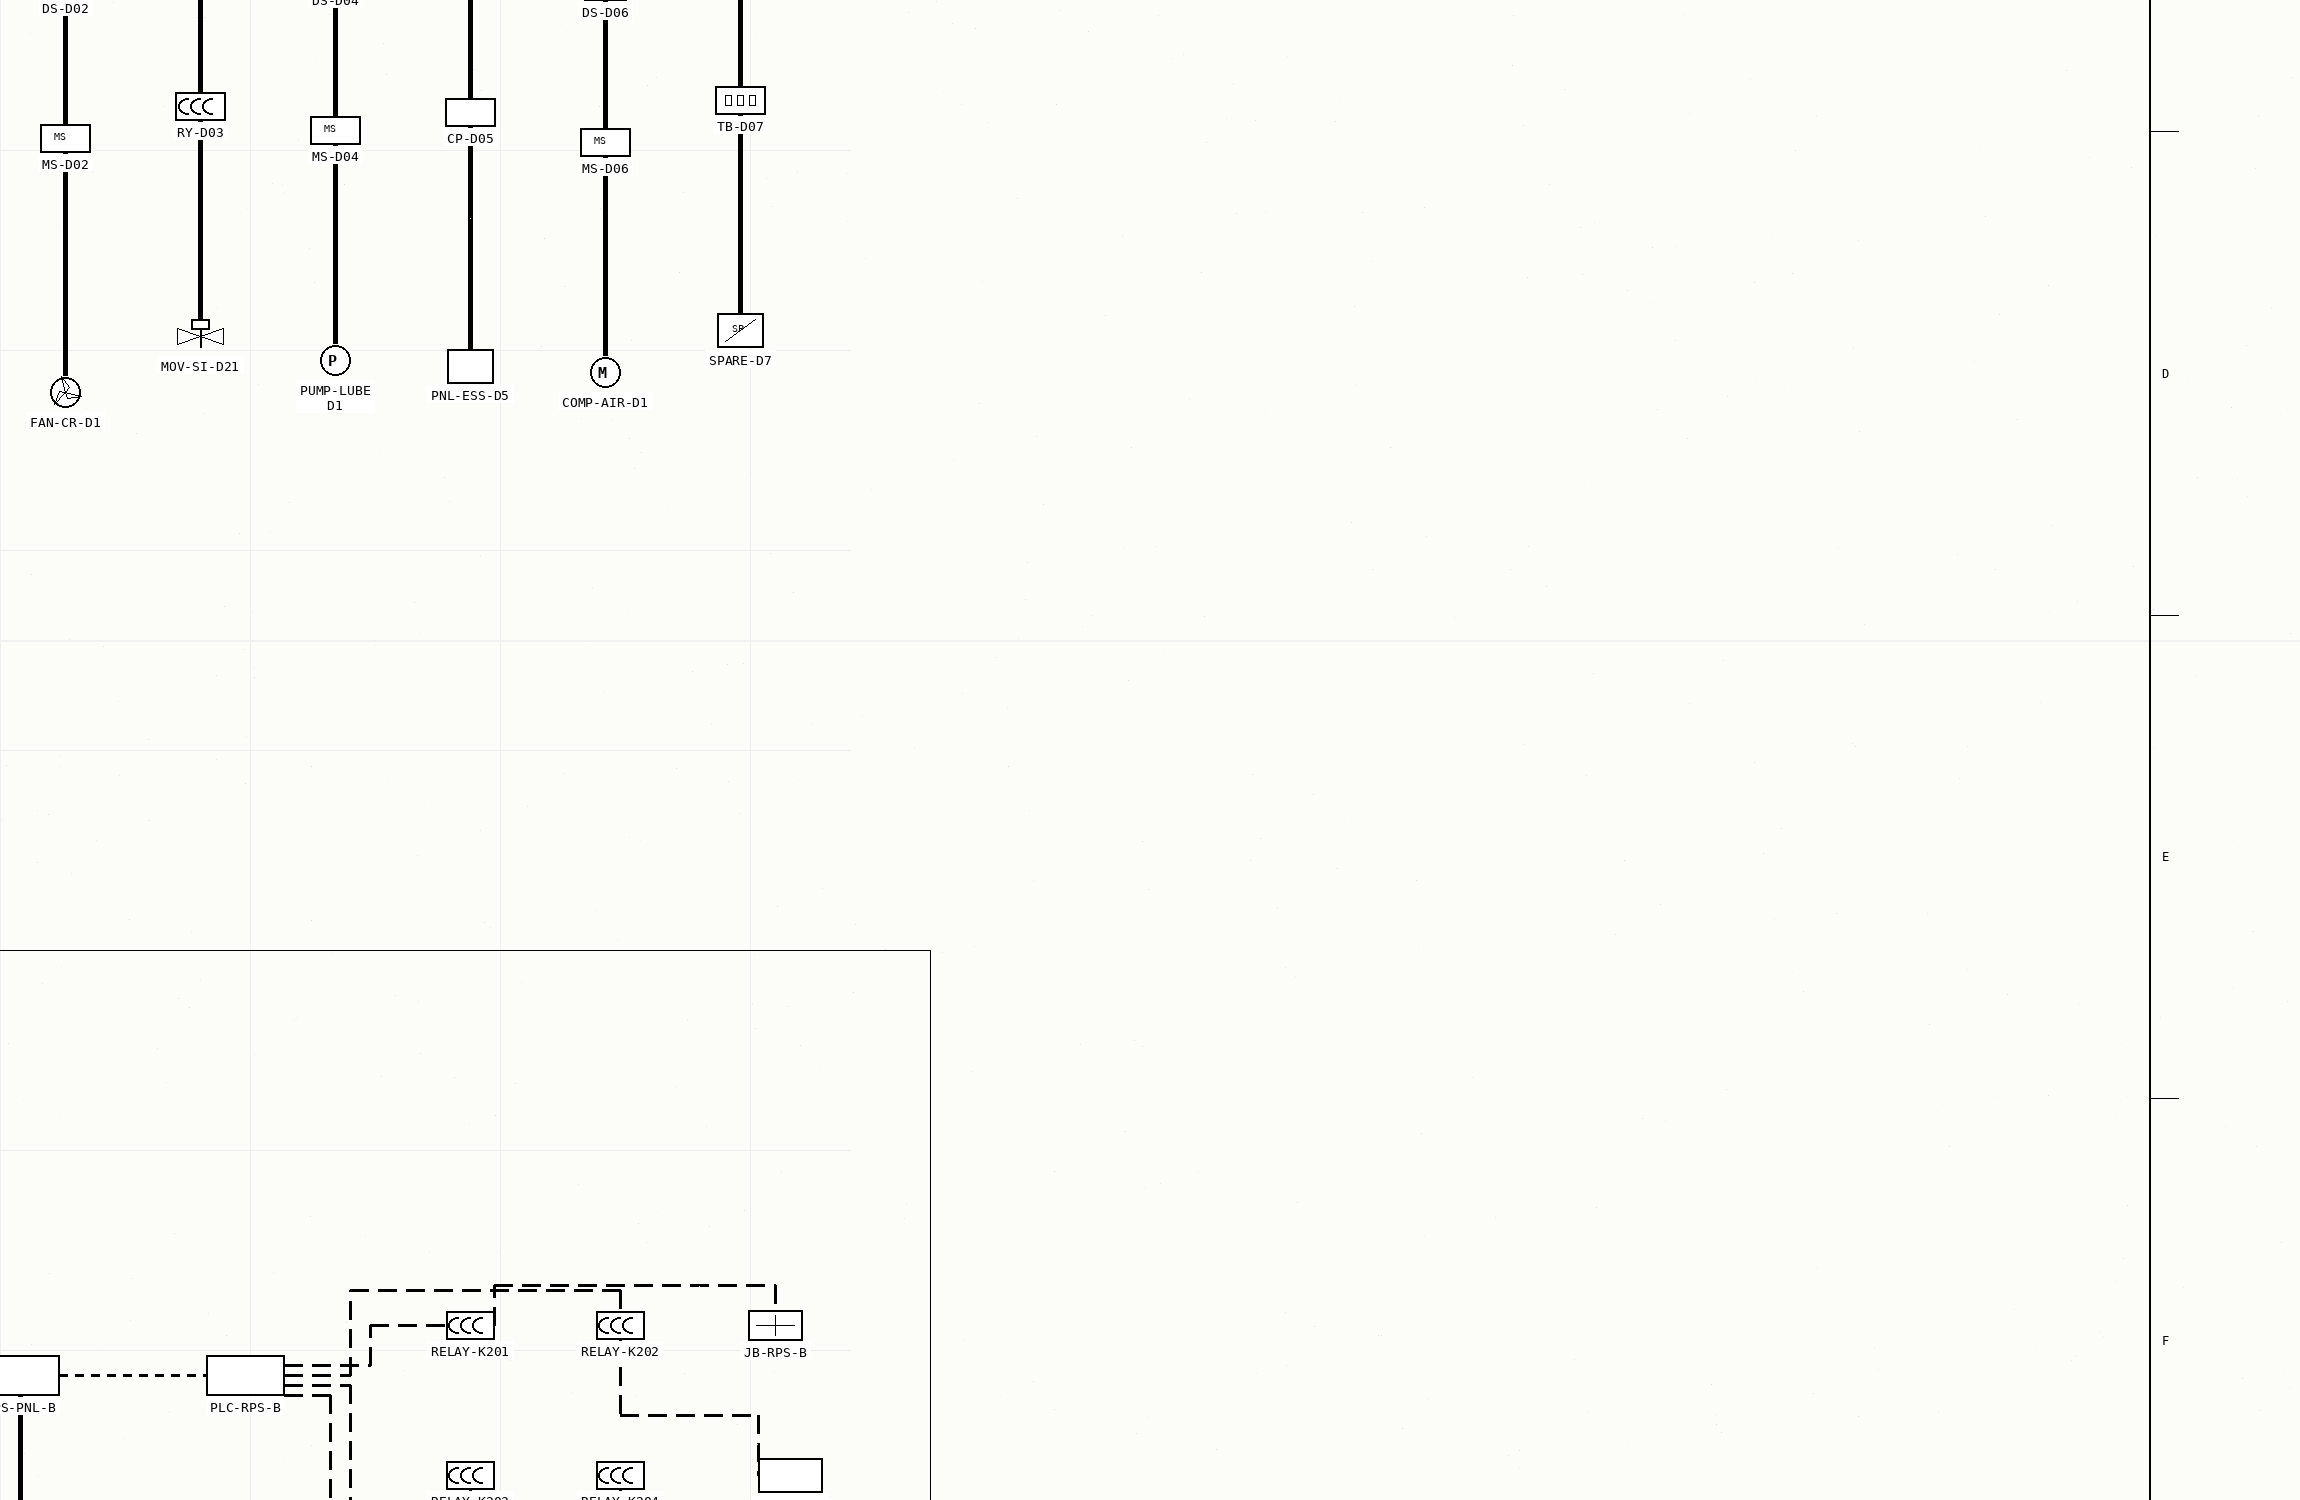 DS-D02
DS-D04
DS-D06
RY-D03
TB-D07
MS
MS-D02
MS
MS-D04
CP-D05
MS
MS-D06
SP
SPARE-D7
MOV-SI-D21
P
PUMP-LUBE
D1
PNL-ESS-D5
M
COMP-AIR-D1
FAN-CR-D1
D
E
RELAY-K201
RELAY-K202
JB-RPS-B
F
S-PNL-B
PLC-RPS-B